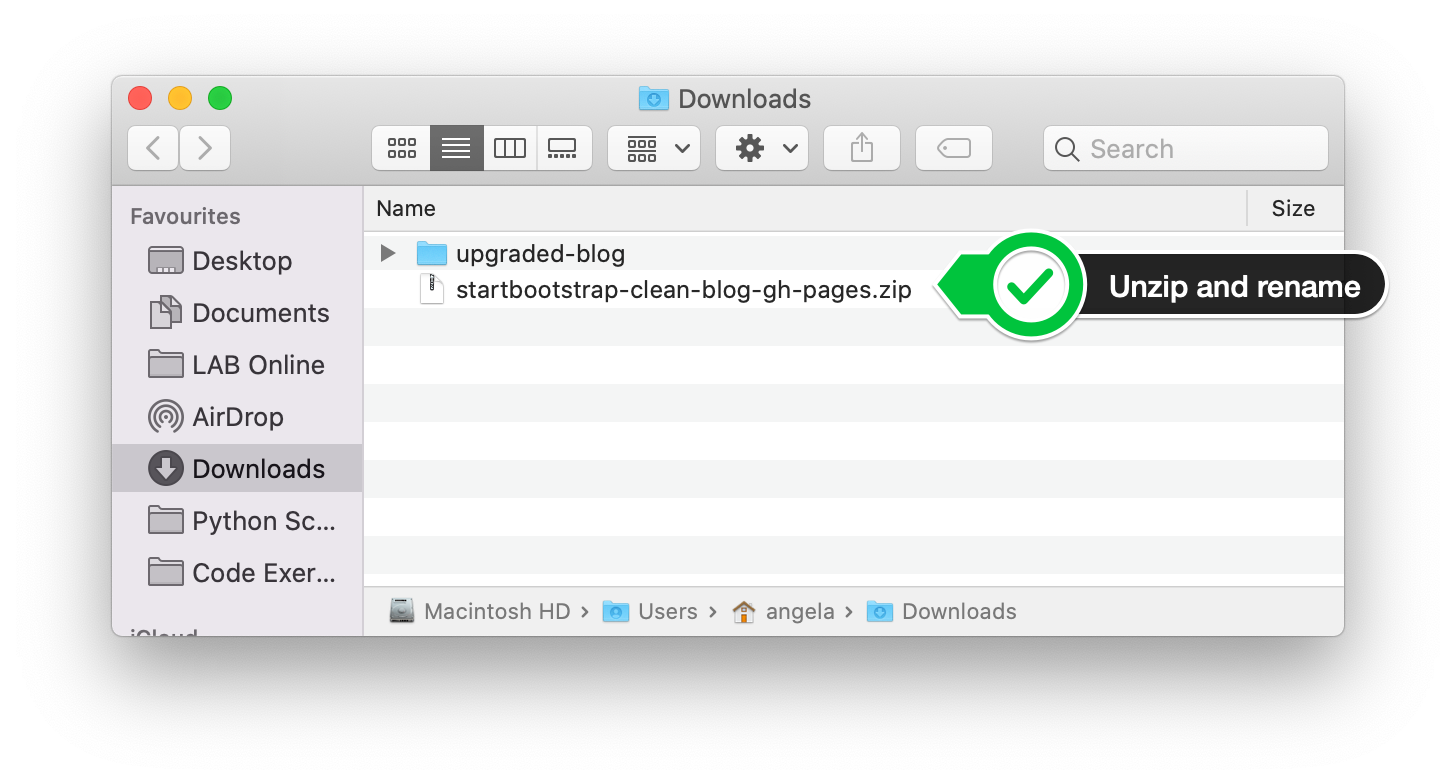 Downloads
Search
Favourites
Desktop
Documents
LAB Online
AirDrop
Downloads
Python Sc...
Code Exer...
iCloud
Name
Size
upgraded-blog
startbootstrap-clean-blog-gh-pages.zip
Unzip and rename
Macintosh HD › Users › angela › Downloads